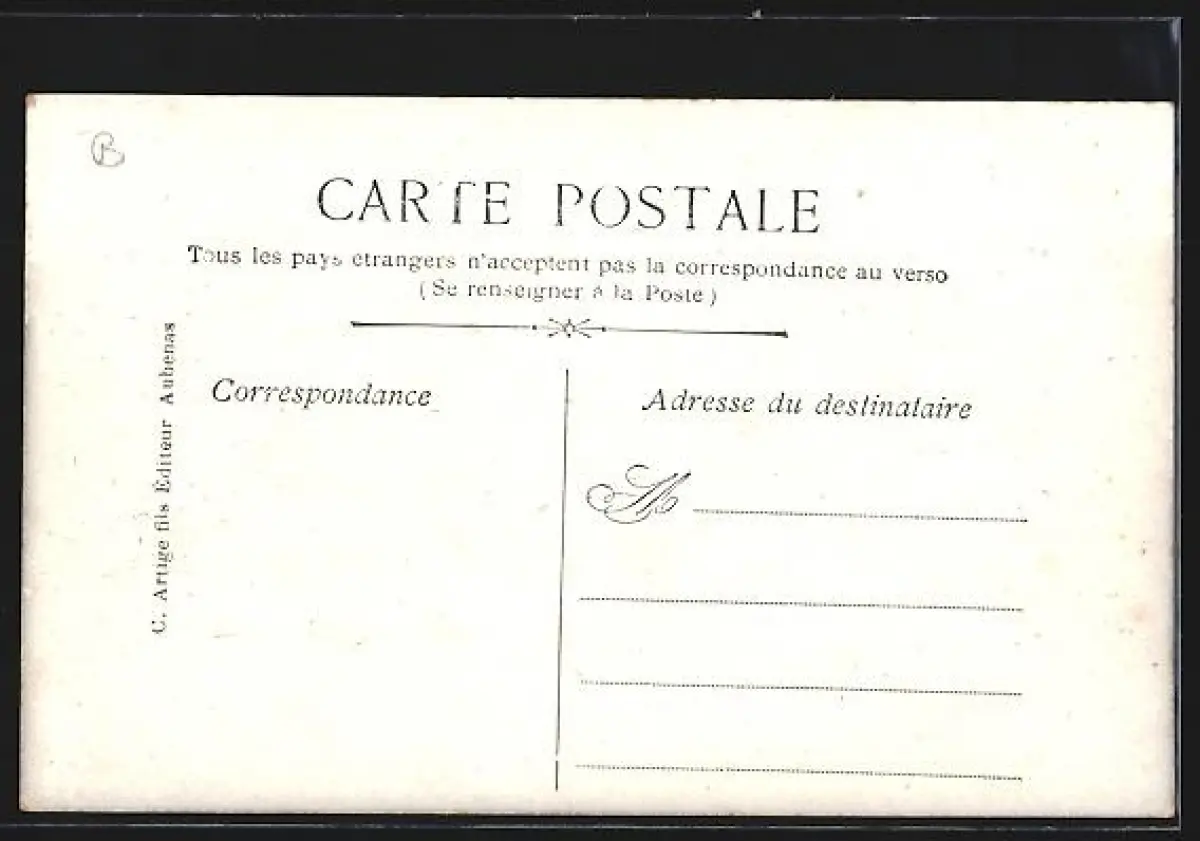 B
CARTE POSTALE
Tous les pays etrangers n'acceptent pas la correspondance au verso
(Se renseigner à la Poste)
Correspondance
Adresse du destinataire
M
C. Artige fils Éditeur Aubenas